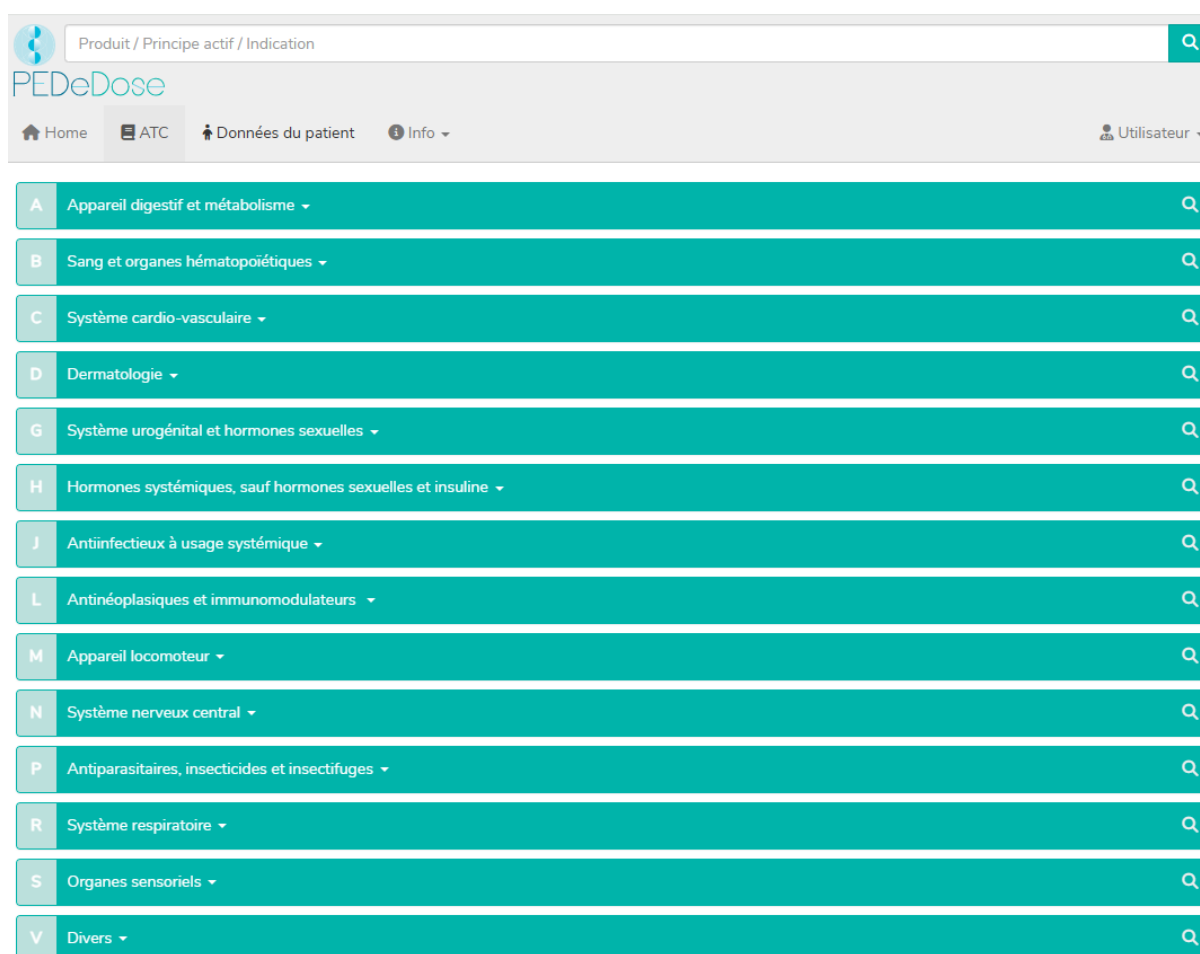 Produit / Principe actif / Indication
PEDeDose
Home ATC Données du patient Info Utilisateur
A Appareil digestif et métabolisme
B Sang et organes hématopoïétiques
C Système cardio-vasculaire
D Dermatologie
G Système urogénital et hormones sexuelles
H Hormones systémiques, sauf hormones sexuelles et insuline
J Antiinfectieux à usage systémique
L Antinéoplasiques et immunomodulateurs
M Appareil locomoteur
N Système nerveux central
P Antiparasitaires, insecticides et insectifuges
R Système respiratoire
S Organes sensoriels
V Divers